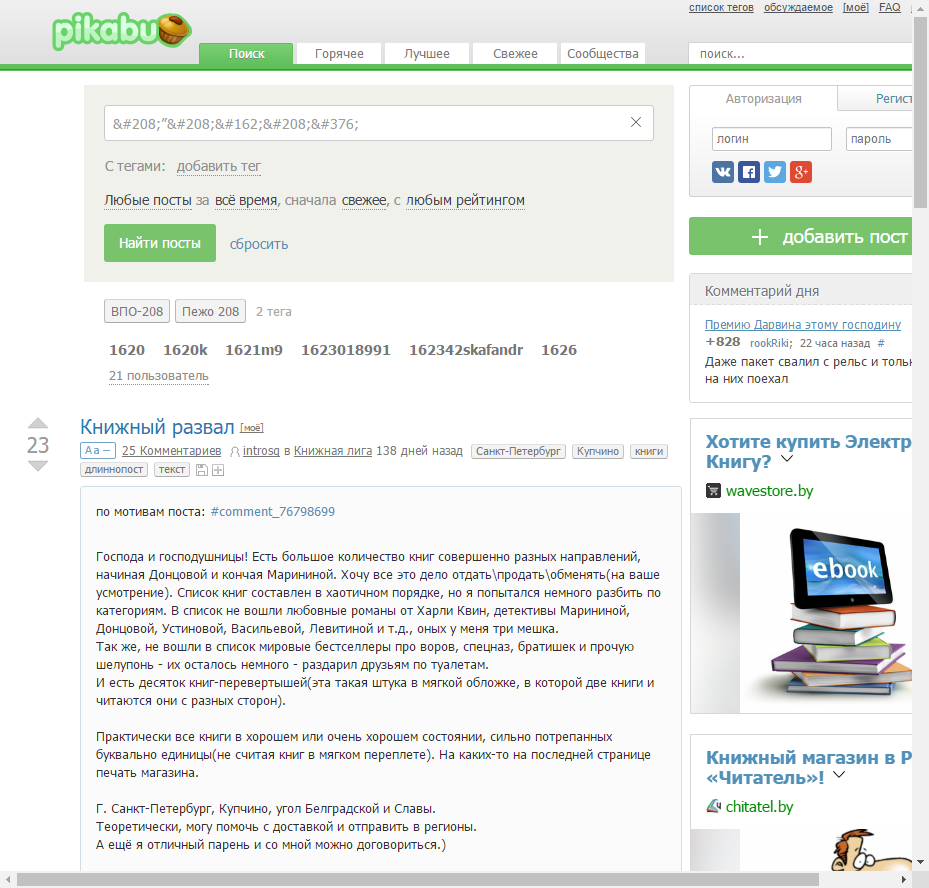 список тегов обсуждаемое [моё] FAQ
pikabu
Поиск Горячее Лучшее Свежее Сообщества
поиск...
&#208;”&#208;&#162;&#208;&#376;
С тегами: добавить тег
Любые посты за всё время, сначала свежее, с любым рейтингом
Найти посты сбросить
ВПО-208 Пежо 208 2 тега
1620 1620k 1621m9 1623018991 162342skafandr 1626
21 пользователь
23
Книжный развал [моё]
Aa − 25 Комментариев introsq в Книжная лига 138 дней назад Санкт-Петербург Купчино книги
длиннопост текст
по мотивам поста: #comment_76798699
Господа и господушницы! Есть большое количество книг совершенно разных направлений,
начиная Донцовой и кончая Марининой. Хочу все это дело отдать\продать\обменять(на ваше
усмотрение). Список книг составлен в хаотичном порядке, но я попытался немного разбить по
категориям. В список не вошли любовные романы от Харли Квин, детективы Марининой,
Донцовой, Устиновой, Васильевой, Левитиной и т.д., оных у меня три мешка.
Так же, не вошли в список мировые бестселлеры про воров, спецназ, братишек и прочую
шелупонь - их осталось немного - раздарил друзьям по туалетам.
И есть десяток книг-перевертышей(эта такая штука в мягкой обложке, в которой две книги и
читаются они с разных сторон).
Практически все книги в хорошем или очень хорошем состоянии, сильно потрепанных
буквально единицы(не считая книг в мягком переплете). На каких-то на последней странице
печать магазина.
Г. Санкт-Петербург, Купчино, угол Белградской и Славы.
Теоретически, могу помочь с доставкой и отправить в регионы.
А ещё я отличный парень и со мной можно договориться.)
Авторизация Регист
логин пароль
g+
+ добавить пост
Комментарий дня
Премию Дарвина этому господину
+828 rookRiki; 22 часа назад #
Даже пакет свалил с рельс и тольк
на них поехал
Хотите купить Электр
Книгу?
wavestore.by
ebook
Книжный магазин в Р
«Читатель»!
chitatel.by